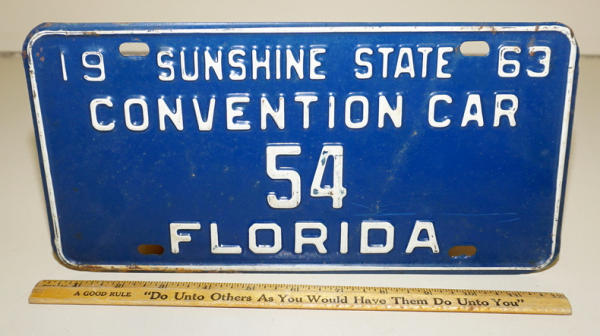 19 SUNSHINE STATE 63
CONVENTION CAR
54
FLORIDA
A GOOD RULE "Do Unto Others As You Would Have Them Do Unto You"